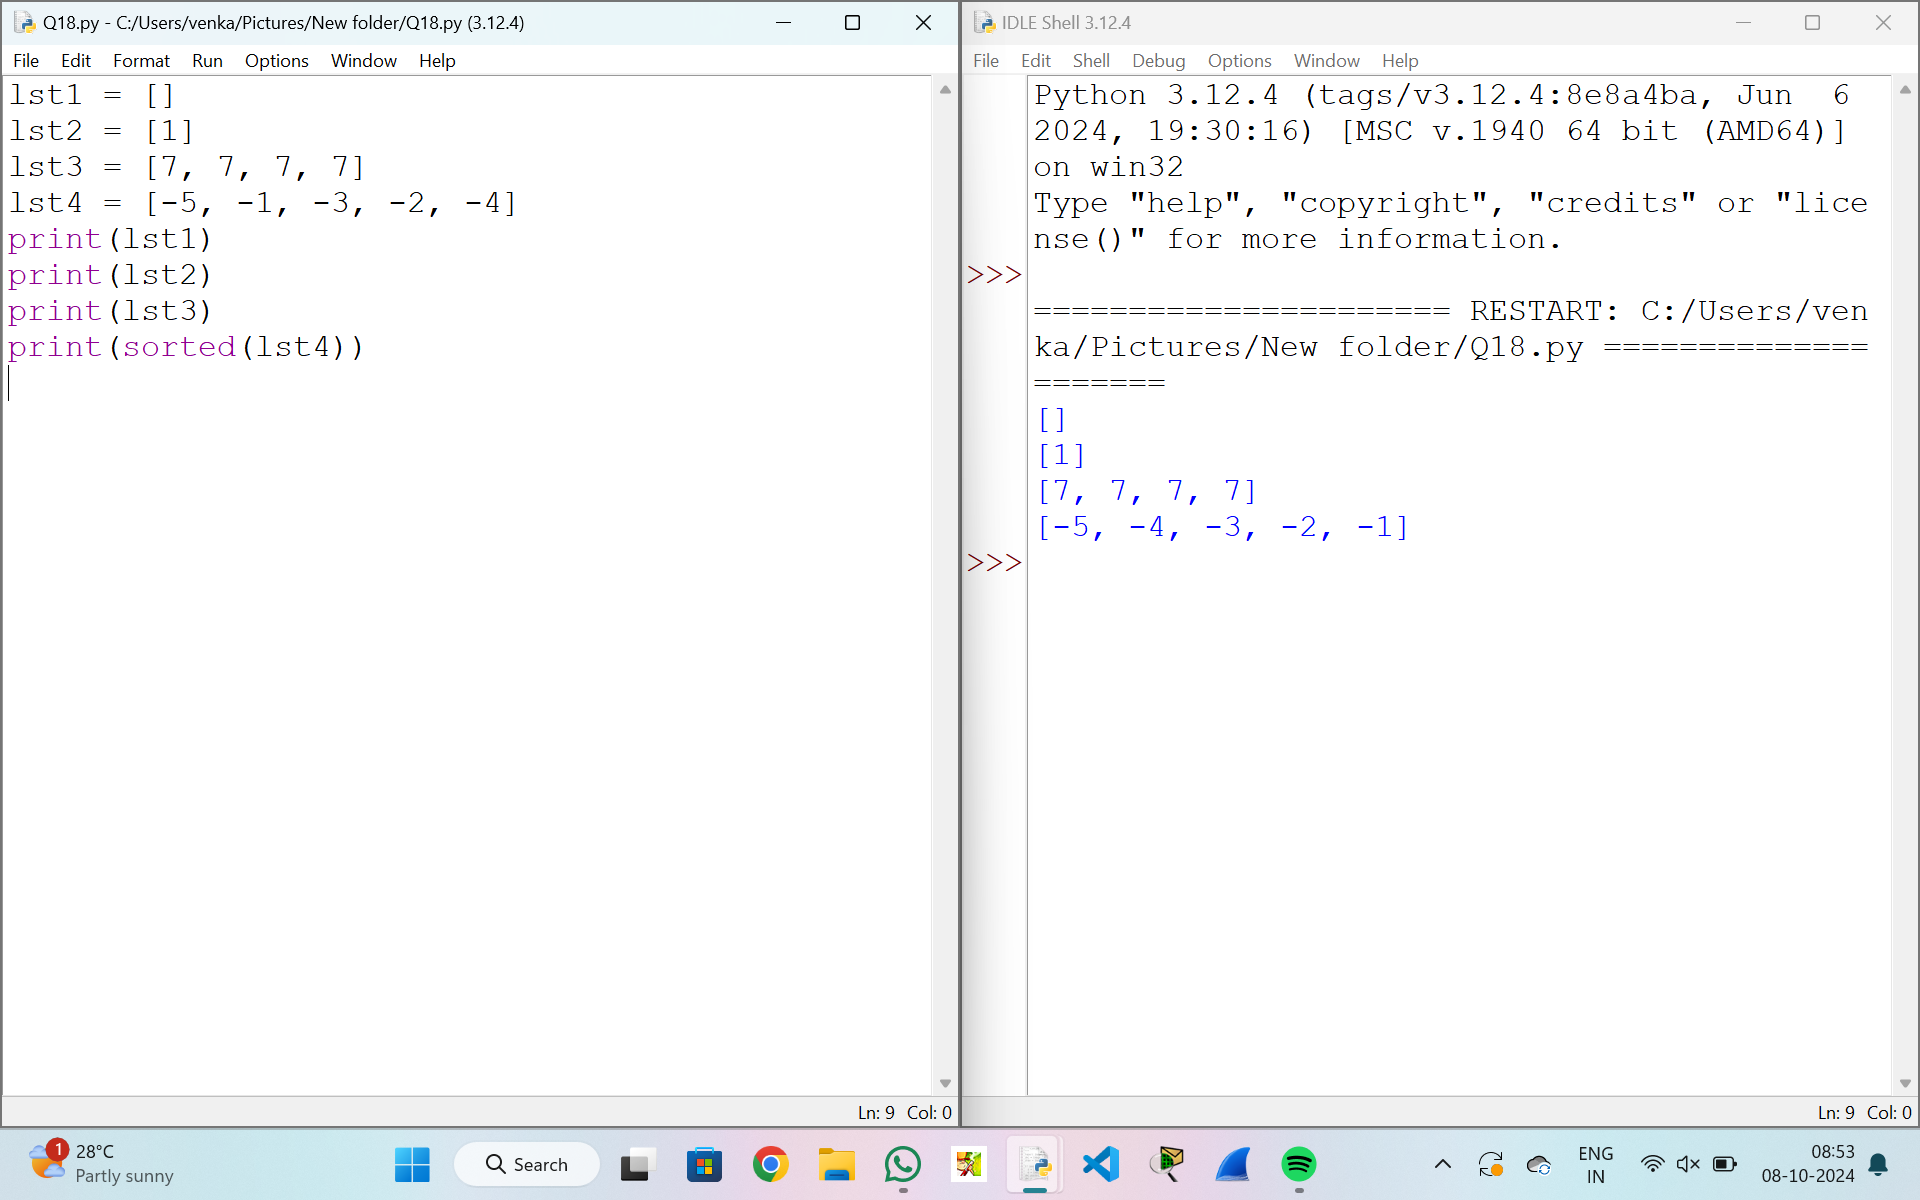 Q18.py - C:/Users/venka/Pictures/New folder/Q18.py (3.12.4)
File Edit Format Run Options Window Help
lst1 = []
lst2 = [1]
lst3 = [7, 7, 7, 7]
lst4 = [-5, -1, -3, -2, -4]
print(lst1)
print(lst2)
print(lst3)
print(sorted(lst4))
Ln: 9 Col: 0
IDLE Shell 3.12.4
File Edit Shell Debug Options Window Help
Python 3.12.4 (tags/v3.12.4:8e8a4ba, Jun  6
2024, 19:30:16) [MSC v.1940 64 bit (AMD64)]
on win32
Type "help", "copyright", "credits" or "lice
nse()" for more information.
>>>
====================== RESTART: C:/Users/ven
ka/Pictures/New folder/Q18.py ==============
=======
[]
[1]
[7, 7, 7, 7]
[-5, -4, -3, -2, -1]
>>>
Ln: 9 Col: 0
1
28°C
Partly sunny
Search
ENG
IN
08:53
08-10-2024